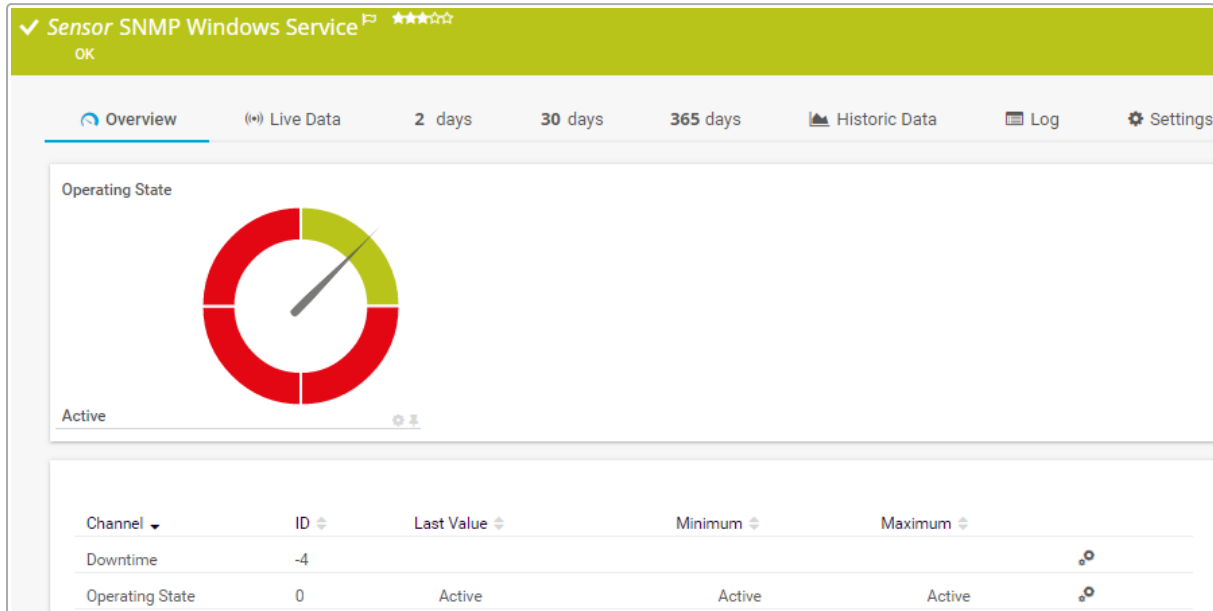 Sensor SNMP Windows Service
OK
Overview Live Data 2 days 30 days 365 days Historic Data Log Settings
Operating State
Active
Channel ID Last Value Minimum Maximum
Downtime -4
Operating State 0 Active Active Active